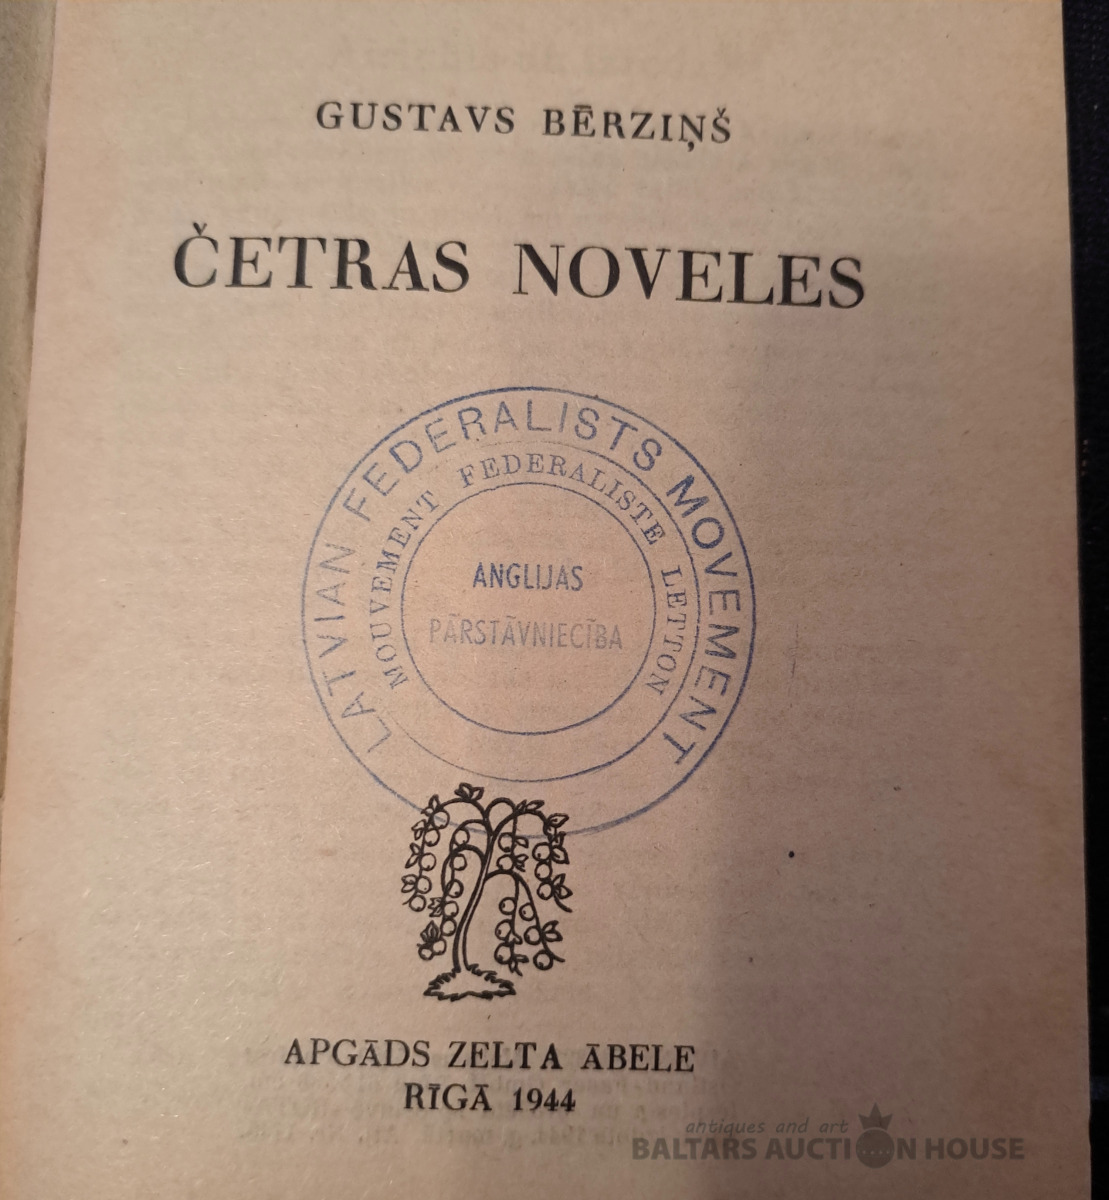 GUSTAVS BĒRZIŅŠ
ČETRAS NOVELES
LATVIAN FEDERALISTS MOVEMENT
MOUVEMENT FEDERALISTE LETTON
ANGLIJAS
PĀRSTĀVNIECĪBA
APGĀDS ZELTA ĀBELE
RĪGĀ 1944
antiques and art
BALTARS AUCTION HOUSE